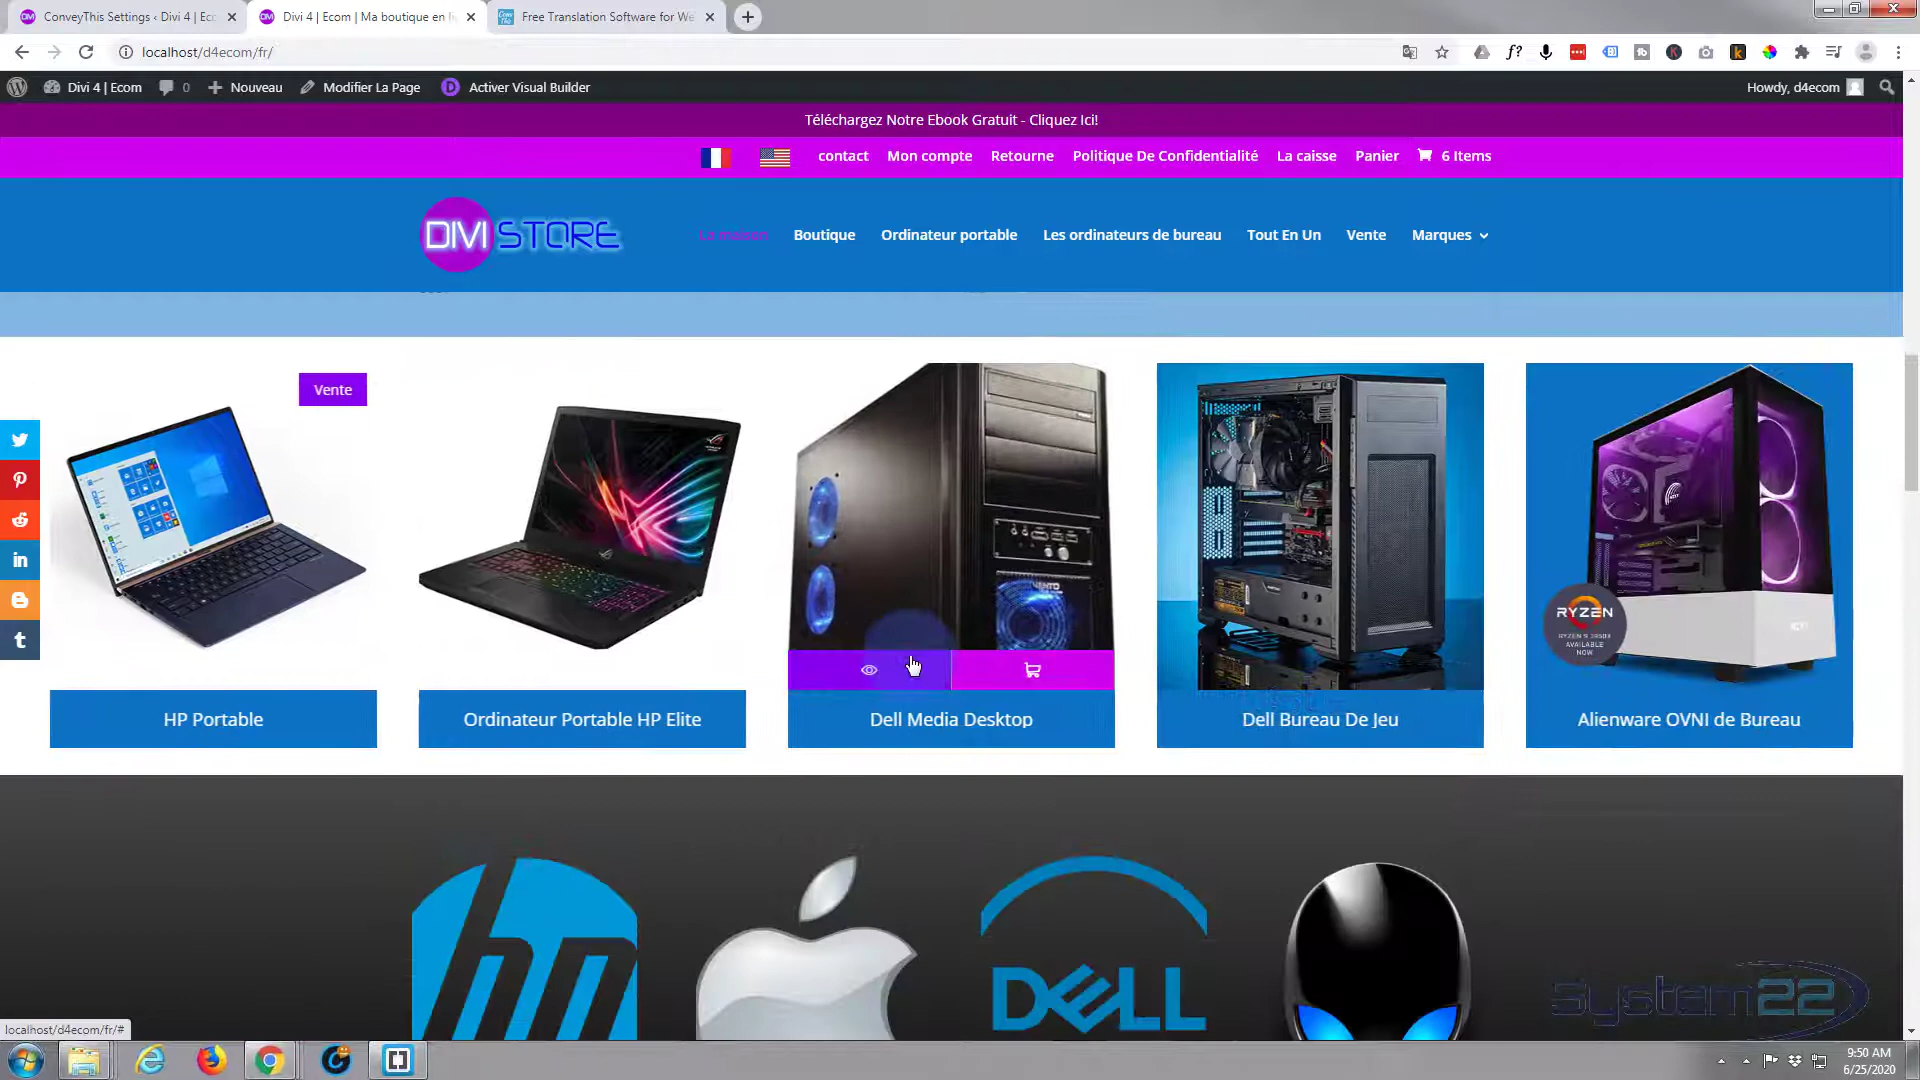 ConveyThis Settings ‹ Divi 4 | Eco
Divi 4 | Ecom | Ma boutique en li
Free Translation Software for We
localhost/d4ecom/fr/
Divi 4 | Ecom 0 Nouveau Modifier La Page Activer Visual Builder Howdy, d4ecom
Téléchargez Notre Ebook Gratuit - Cliquez Ici!
contact Mon compte Retourne Politique De Confidentialité La caisse Panier 6 Items
DIVI STORE
La maison Boutique Ordinateur portable Les ordinateurs de bureau Tout En Un Vente Marques
Vente
RYZEN
RYZEN 9 3950X
AVAILABLE
NOW
HP Portable
Ordinateur Portable HP Elite
Dell Media Desktop
Dell Bureau De Jeu
Alienware OVNI de Bureau
hp
DELL
system22
localhost/d4ecom/fr/#
9:50 AM
6/25/2020